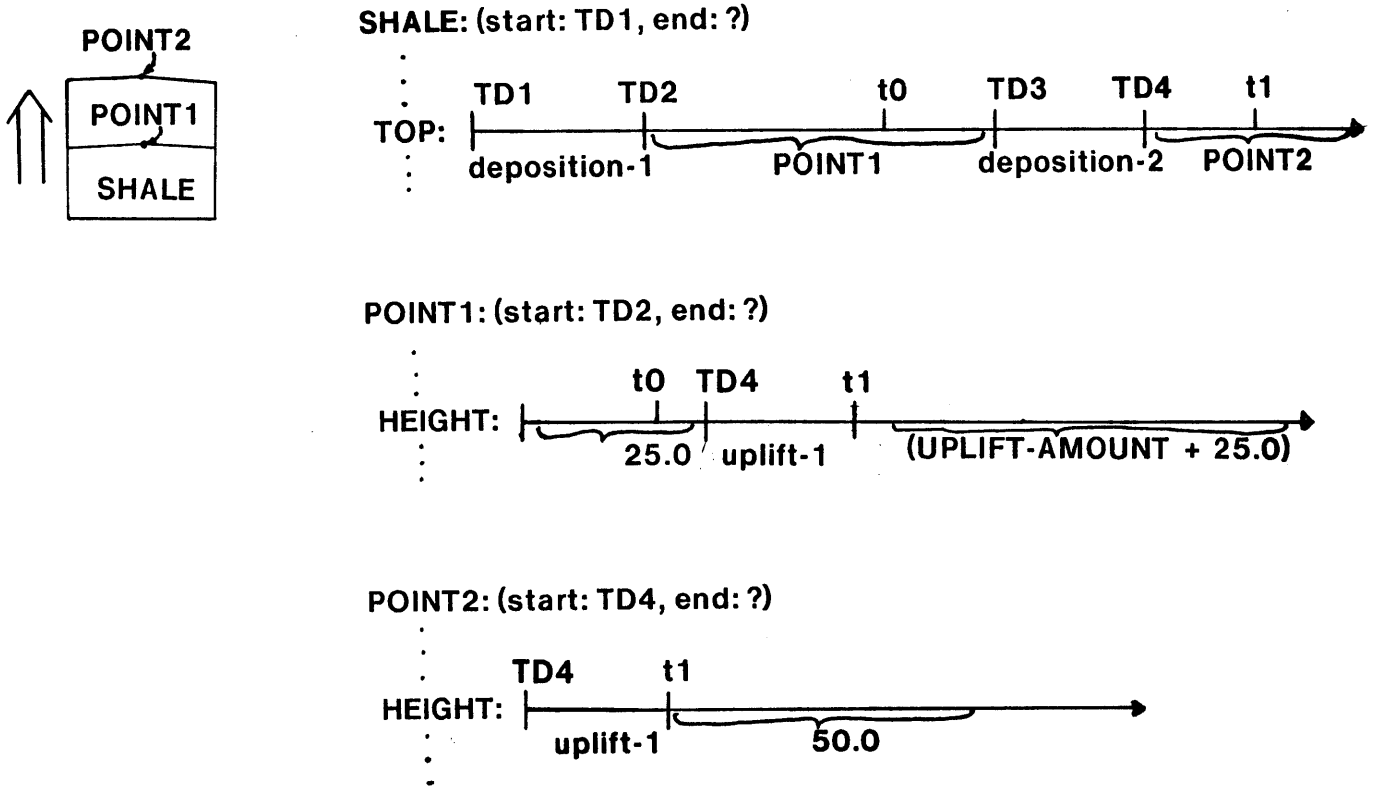 POINT2
POINT1
SHALE
SHALE: (start: TD1, end: ?)
TD1 TD2 t0 TD3 TD4 t1
TOP:
deposition-1 POINT1 deposition-2 POINT2
POINT1: (start: TD2, end: ?)
t0 TD4 t1
HEIGHT:
25.0 uplift-1 (UPLIFT-AMOUNT + 25.0)
POINT2: (start: TD4, end: ?)
TD4 t1
HEIGHT:
uplift-1 50.0